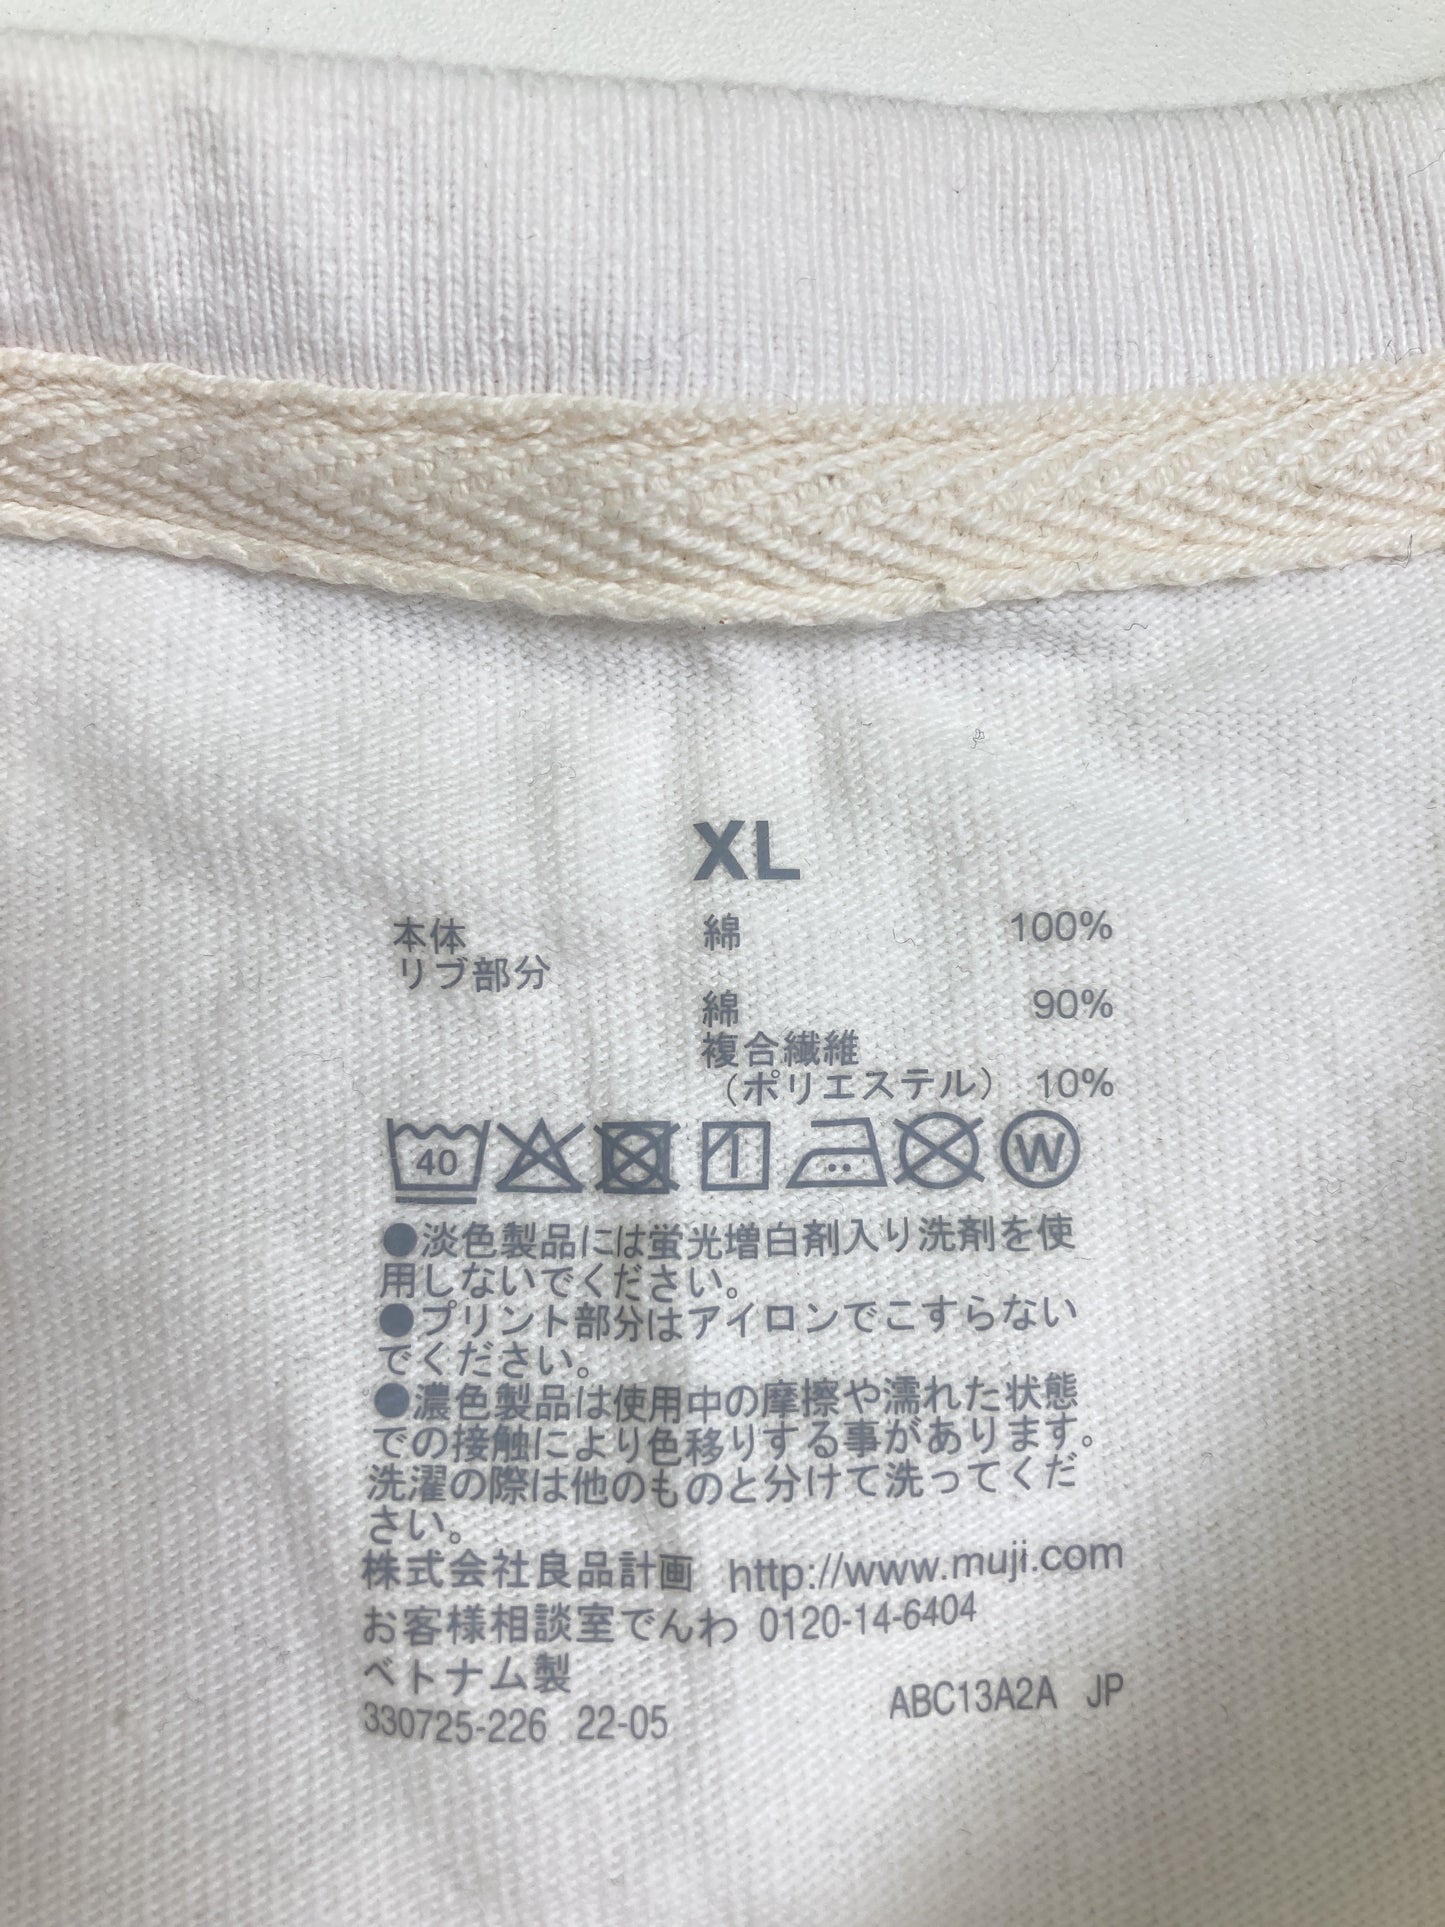 XL
本体 綿 100%
リブ部分
綿 90%
複合繊維
(ポリエステル) 10%
40 W
●淡色製品には蛍光増白剤入り洗剤を使
用しないでください。
●プリント部分はアイロンでこすらない
でください。
●濃色製品は使用中の摩擦や濡れた状態
での接触により色移りする事があります。
洗濯の際は他のものと分けて洗ってくだ
さい。
株式会社良品計画 http://www.muji.com
お客様相談室でんわ 0120-14-6404
ベトナム製
330725-226 22-05 ABC13A2A JP